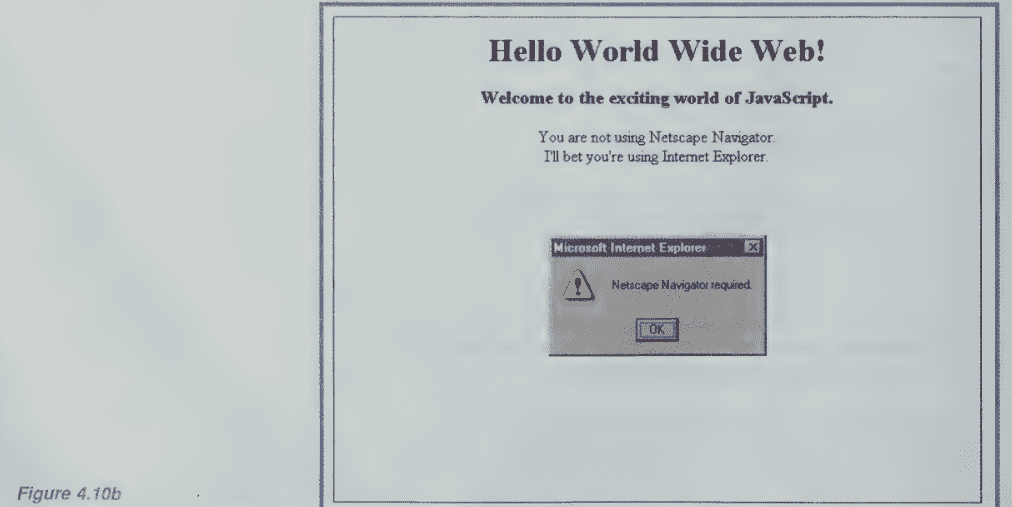 Hello World Wide Web!
Welcome to the exciting world of JavaScript.
You are not using Netscape Navigator.
I'll bet you're using Internet Explorer.
Microsoft Internet Explorer
Netscape Navigator required.
OK
Figure 4.10b